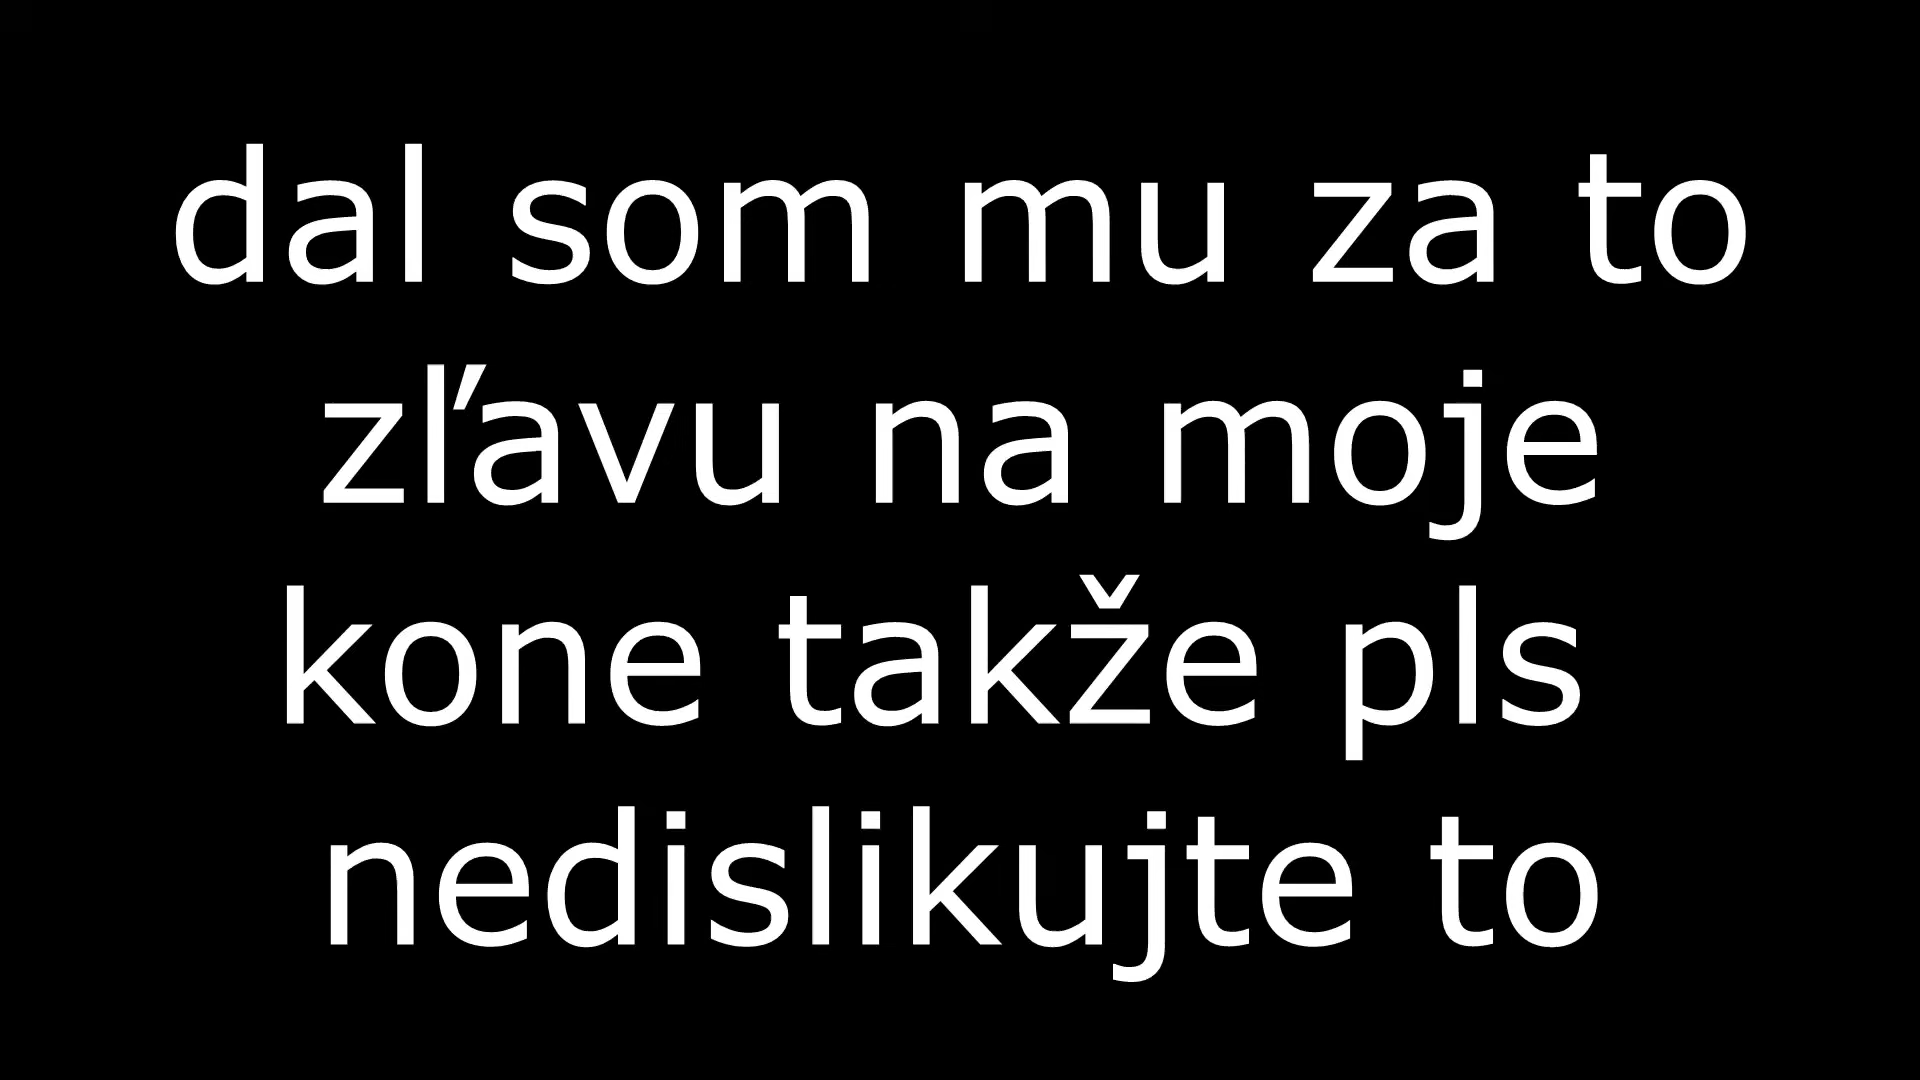 dal som mu za to
zľavu na moje
kone takže pls
nedislikujte to